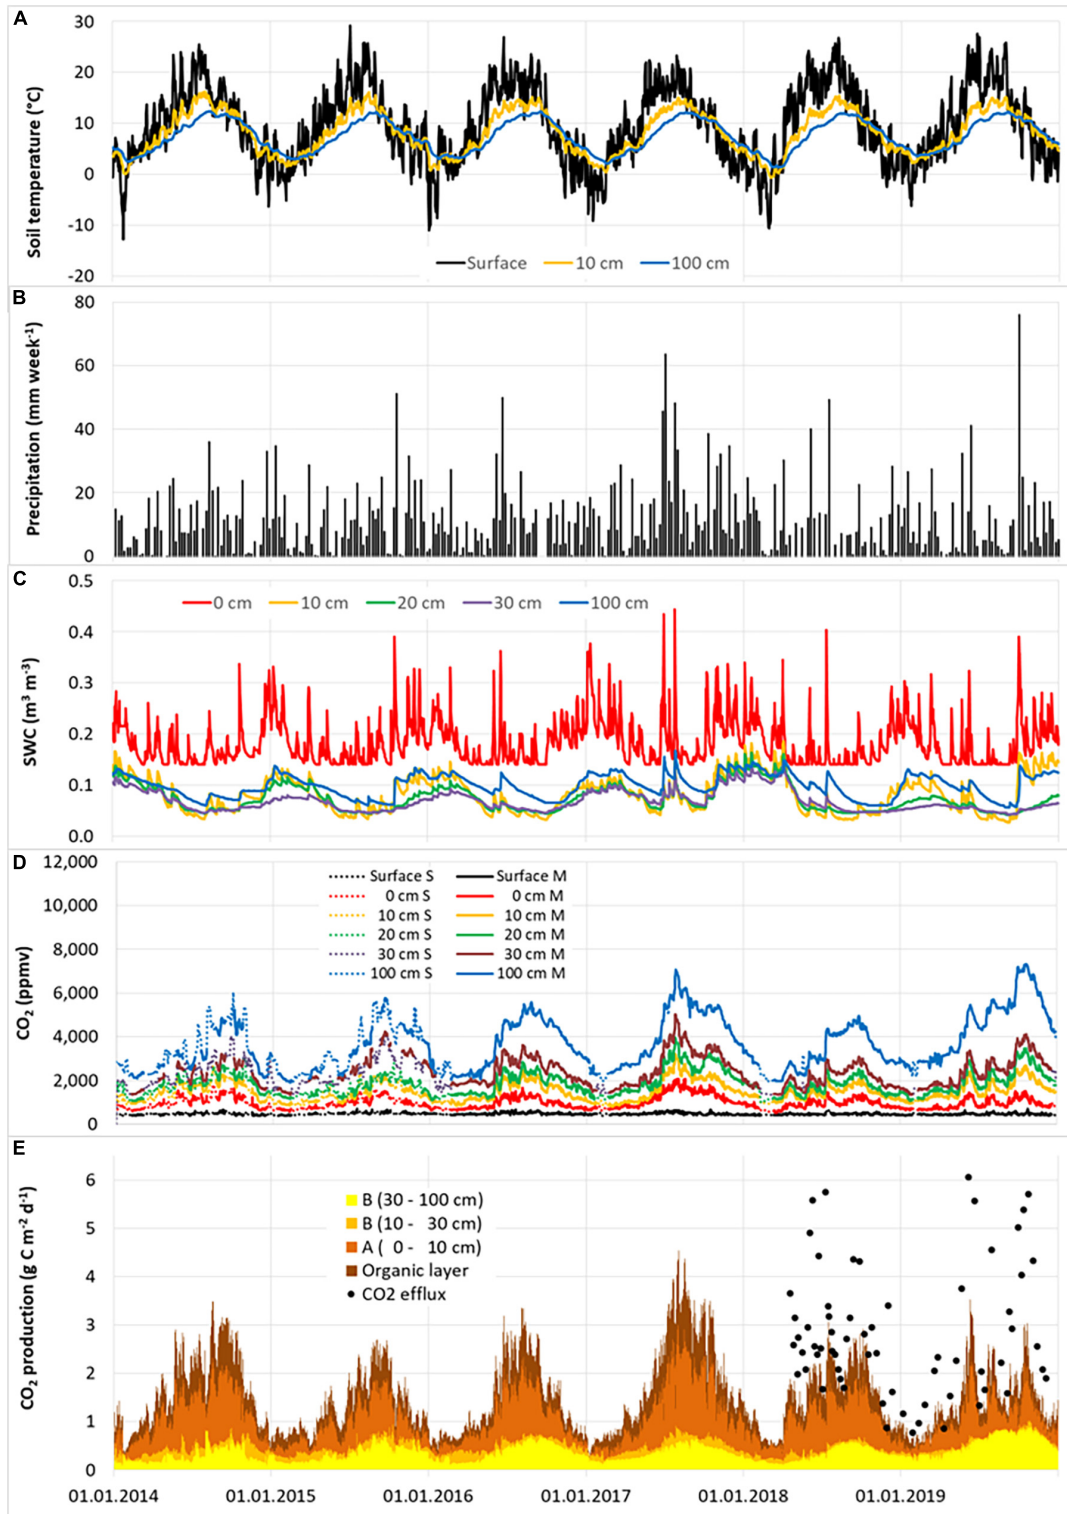 A
Soil temperature (°C)
30
20
10
0
-10
-20
Surface 10 cm 100 cm
B
Precipitation (mm week⁻¹)
80
60
40
20
0
C
SWC (m³ m⁻³)
0.5
0.4
0.3
0.2
0.1
0.0
0 cm 10 cm 20 cm 30 cm 100 cm
D
CO₂ (ppmv)
12,000
10,000
8,000
6,000
4,000
2,000
0
Surface S Surface M
0 cm S 0 cm M
10 cm S 10 cm M
20 cm S 20 cm M
30 cm S 30 cm M
100 cm S 100 cm M
E
CO₂ production (g C m⁻² d⁻¹)
6
5
4
3
2
1
0
B (30 - 100 cm)
B (10 - 30 cm)
A ( 0 - 10 cm)
Organic layer
CO2 efflux
01.01.2014 01.01.2015 01.01.2016 01.01.2017 01.01.2018 01.01.2019